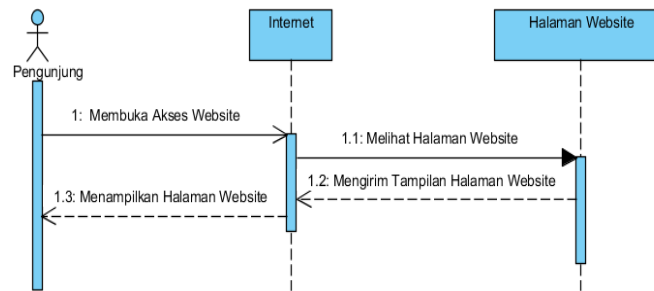 Internet
Halaman Website
Pengunjung
1: Membuka Akses Website
1.1: Melihat Halaman Website
1.2: Mengirim Tampilan Halaman Website
1.3: Menampilkan Halaman Website